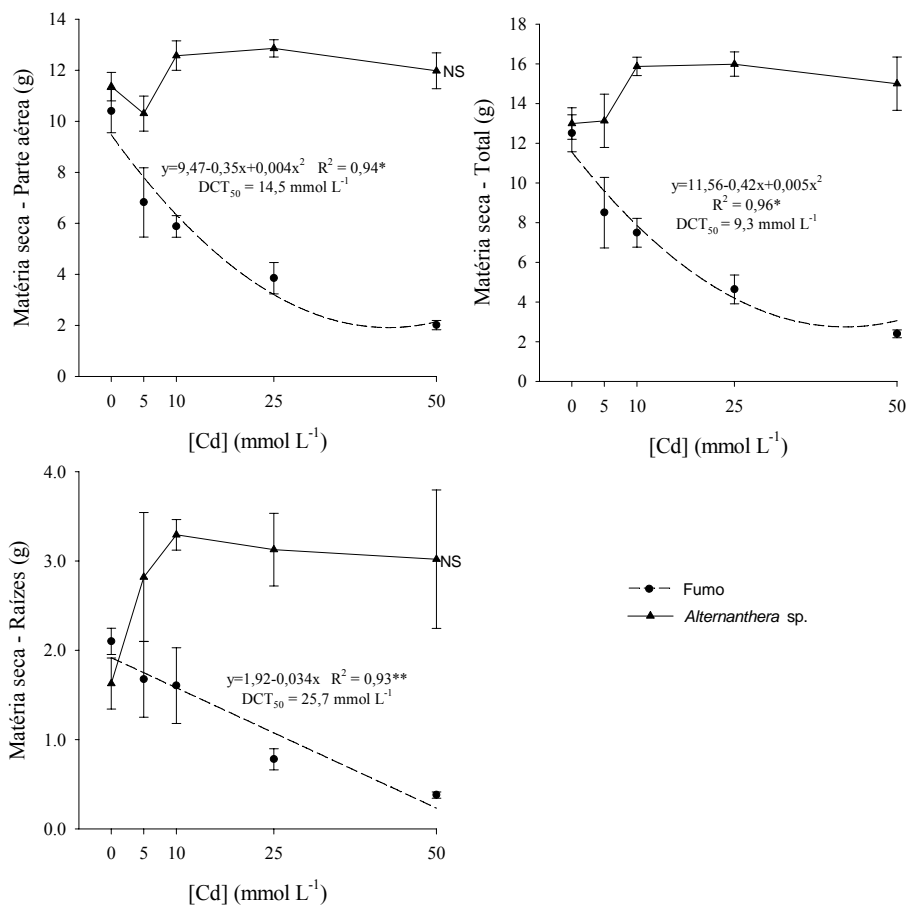 Matéria seca - Parte aérea (g)
14
12
10
8
6
4
2
0
NS
y=9,47-0,35x+0,004x² R² = 0,94*
DCT₅₀ = 14,5 mmol L⁻¹
0 5 10 25 50
[Cd] (mmol L⁻¹)
Matéria seca - Total (g)
18
16
14
12
10
8
6
4
2
0
y=11,56-0,42x+0,005x²
R² = 0,96*
DCT₅₀ = 9,3 mmol L⁻¹
0 5 10 25 50
[Cd] (mmol L⁻¹)
Matéria seca - Raízes (g)
4.0
3.0
2.0
1.0
0.0
NS
y=1,92-0,034x R² = 0,93**
DCT₅₀ = 25,7 mmol L⁻¹
0 5 10 25 50
[Cd] (mmol L⁻¹)
Fumo
Alternanthera sp.